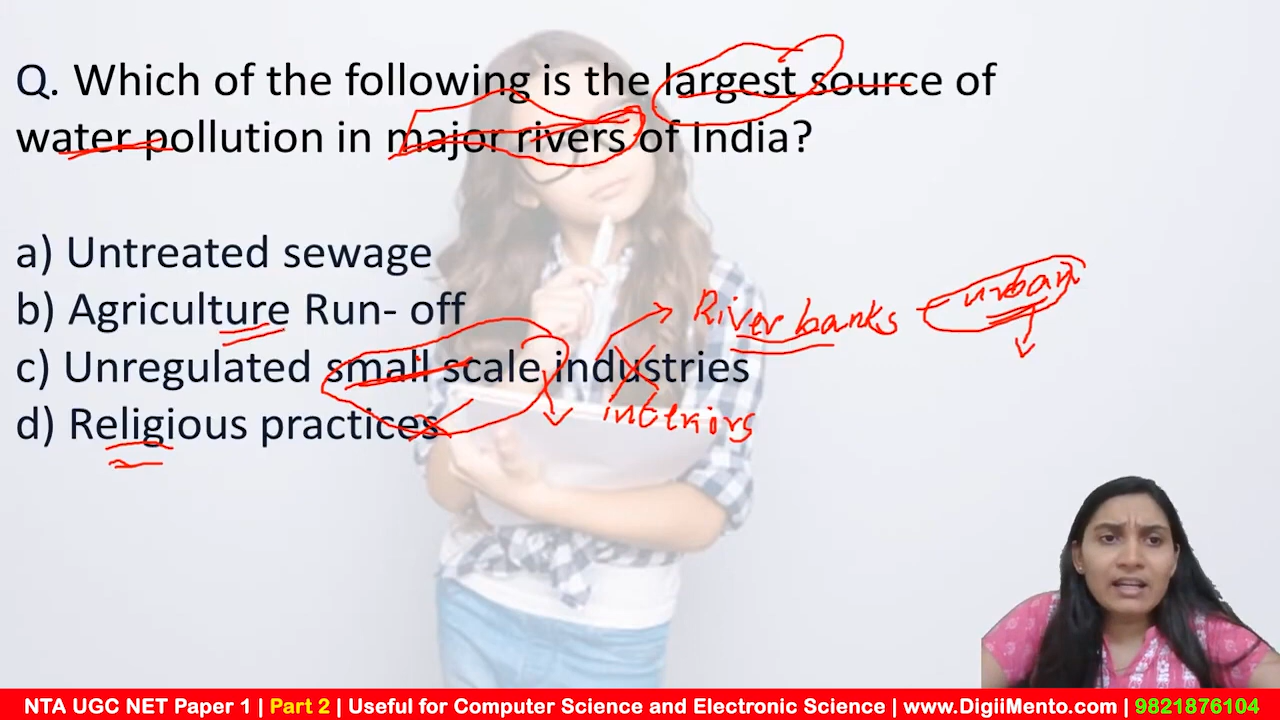 Q. Which of the following is the largest source of
water pollution in major rivers of India?
a) Untreated sewage
b) Agriculture Run- off
c) Unregulated small scale industries
d) Religious practices
River banks - urban
interiors
NTA UGC NET Paper 1 | Part 2 | Useful for Computer Science and Electronic Science | www.DigiiMento.com | 9821876104